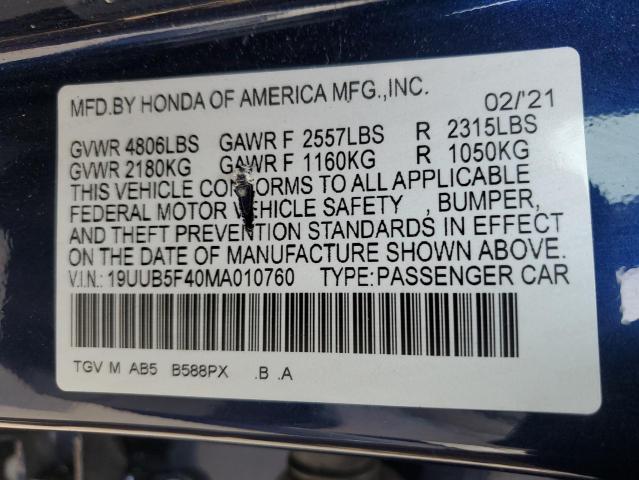 MFD.BY HONDA OF AMERICA MFG.,INC. 02/'21
GVWR 4806LBS GAWR F 2557LBS R 2315LBS
GVWR 2180KG GAWR F 1160KG R 1050KG
THIS VEHICLE CONFORMS TO ALL APPLICABLE
FEDERAL MOTOR VEHICLE SAFETY , BUMPER,
AND THEFT PREVENTION STANDARDS IN EFFECT
ON THE DATE OF MANUFACTURE SHOWN ABOVE.
V.I.N.: 19UUB5F40MA010760 TYPE:PASSENGER CAR
TGV M AB5 B588PX .B .A